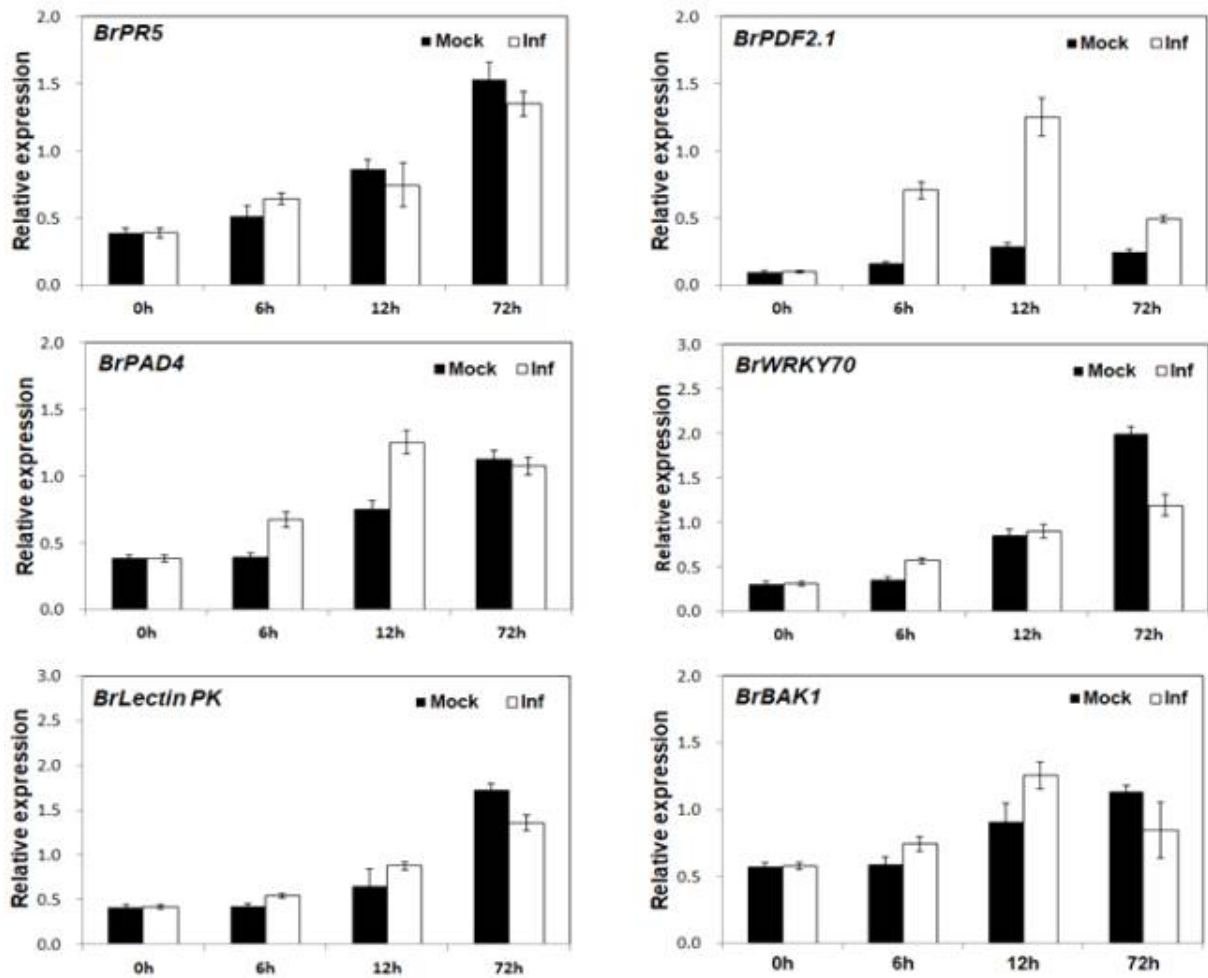 BrPR5
Mock Inf
Relative expression
2.0
1.5
1.0
0.5
0.0
0h 6h 12h 72h
BrPDF2.1
Mock Inf
Relative expression
2.0
1.5
1.0
0.5
0.0
0h 6h 12h 72h
BrPAD4
Mock Inf
Relative expression
2.0
1.5
1.0
0.5
0.0
0h 6h 12h 72h
BrWRKY70
Mock Inf
Relative expression
3.0
2.5
2.0
1.5
1.0
0.5
0.0
0h 6h 12h 72h
BrLectin PK
Mock Inf
Relative expression
3.0
2.5
2.0
1.5
1.0
0.5
0.0
0h 6h 12h 72h
BrBAK1
Mock Inf
Relative expression
2.0
1.5
1.0
0.5
0.0
0h 6h 12h 72h